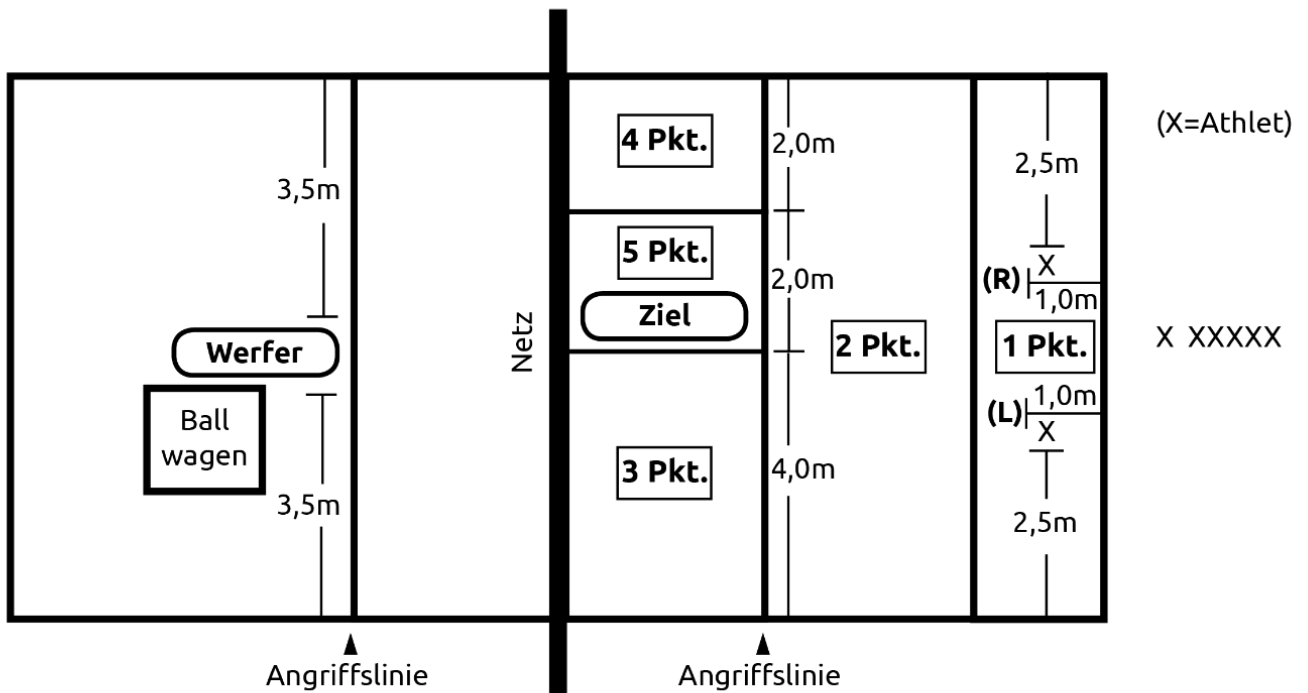 4 Pkt.
2,0m
(X=Athlet)
3,5m
2,5m
5 Pkt.
2,0m
(R)
X
1,0m
Ziel
Werfer
Netz
2 Pkt.
1 Pkt.
X XXXXX
Ball
wagen
(L)
1,0m
X
3 Pkt.
4,0m
3,5m
2,5m
Angriffslinie
Angriffslinie